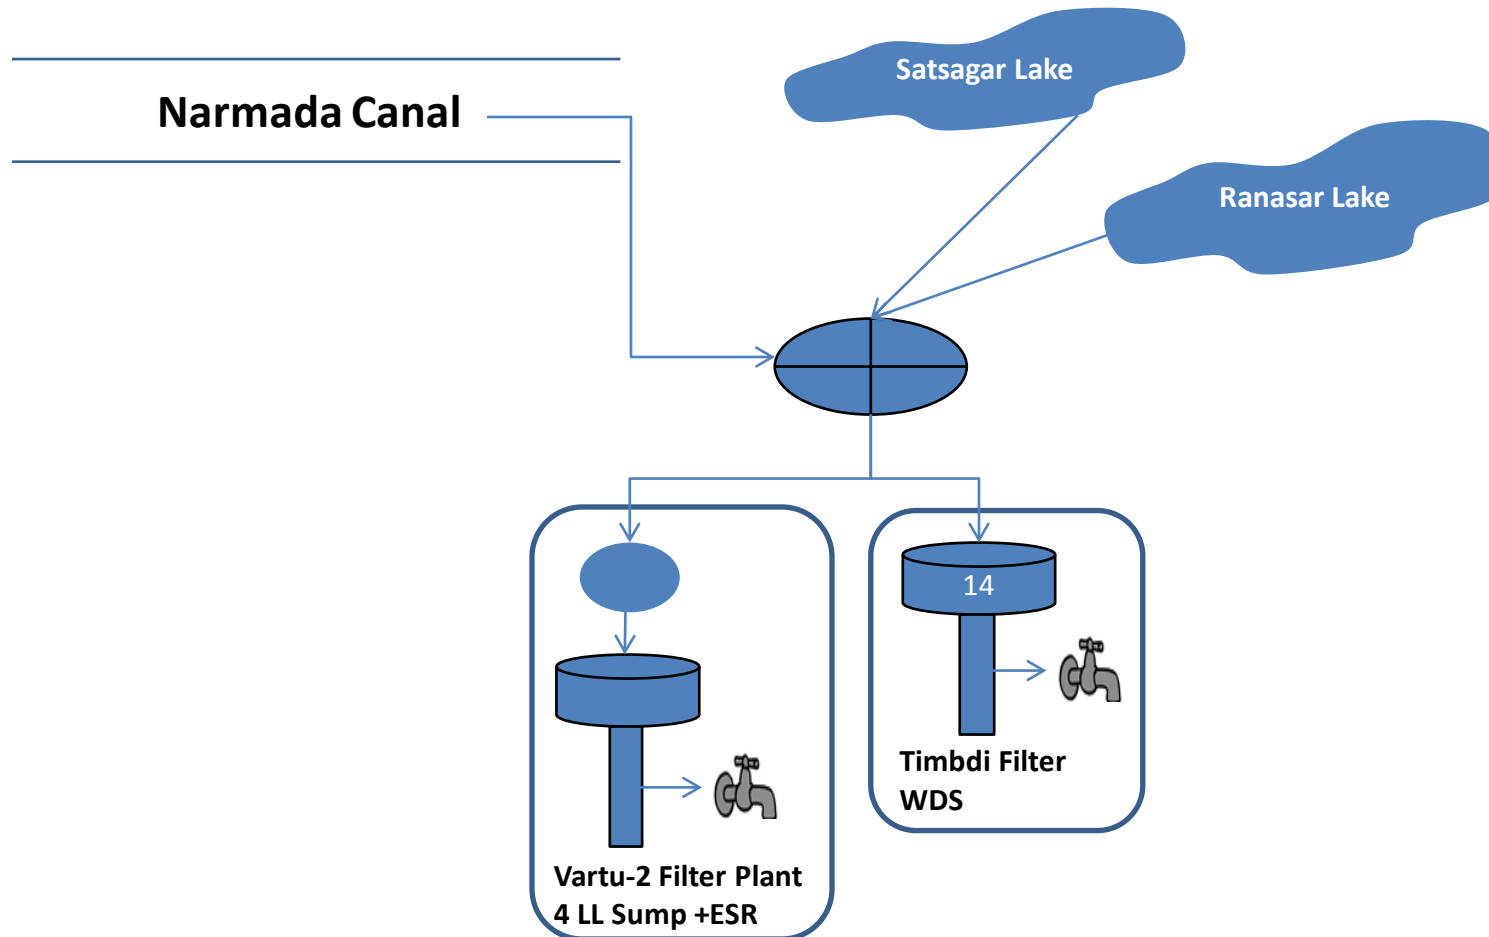 Satsagar Lake
Narmada Canal
Ranasar Lake
14
Timbdi Filter
WDS
Vartu-2 Filter Plant
4 LL Sump +ESR